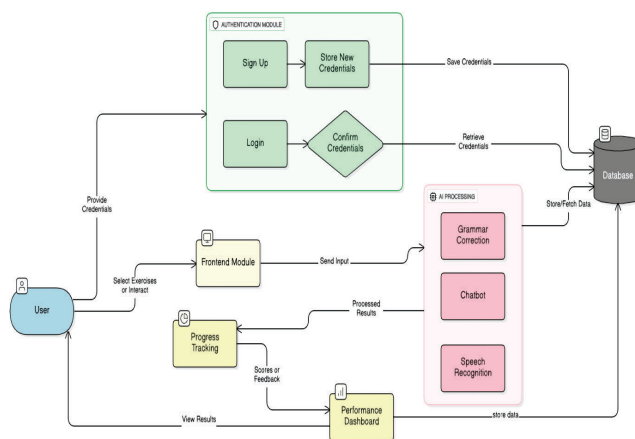 AUTHENTICATION MODULE
Sign Up
Store New
Credentials
Save Credentials
Login
Confirm
Credentials
Retrieve
Credentials
Database
Provide
Credentials
AI PROCESSING
Store/Fetch Data
Grammar
Correction
Frontend Module
Send Input
Select Exercises
or Interact
Chatbot
User
Processed
Results
Progress
Tracking
Scores or
Feedback
Speech
Recognition
Performance
Dashboard
View Results
store data